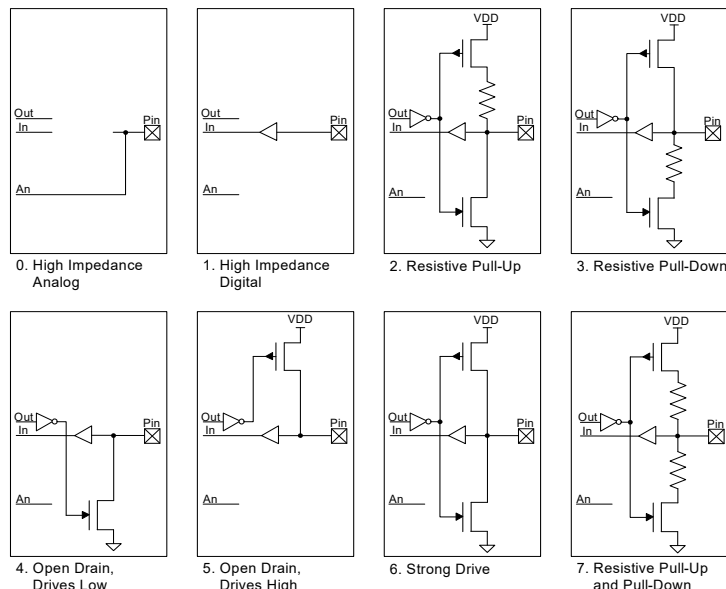 VDD
VDD
Out
In
Pin
An
Out
In
Pin
An
Out
In
Pin
An
Out
In
Pin
An
0. High Impedance
Analog
1. High Impedance
Digital
2. Resistive Pull-Up
3. Resistive Pull-Down
VDD
VDD
VDD
Out
In
Pin
An
Out
In
Pin
An
Out
In
Pin
An
Out
In
Pin
An
4. Open Drain,
Drives Low
5. Open Drain,
Drives High
6. Strong Drive
7. Resistive Pull-Up
and Pull-Down